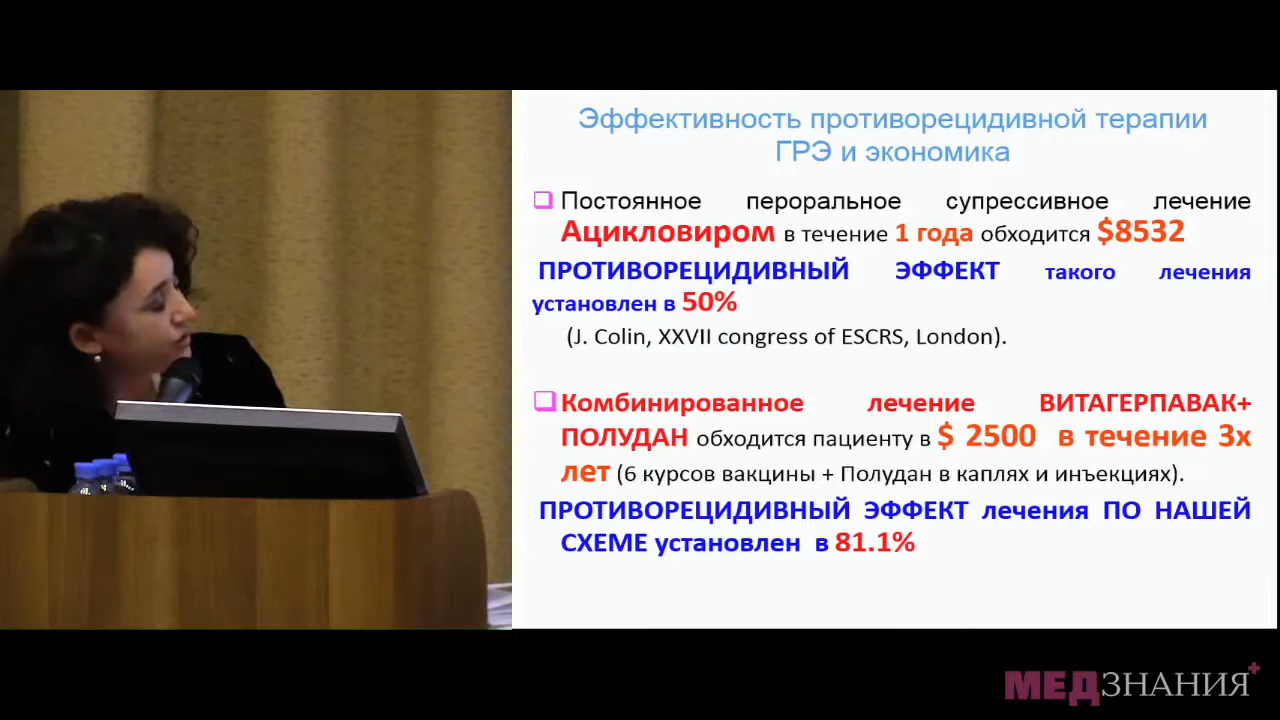 Эффективность противорецидивной терапии
ГРЭ и экономика
Постоянное пероральное супрессивное лечение
Ацикловиром в течение 1 года обходится $8532
ПРОТИВОРЕЦИДИВНЫЙ ЭФФЕКТ такого лечения
установлен в 50%
(J. Colin, XXVII congress of ESCRS, London).
Комбинированное лечение ВИТАГЕРПАВАК+
ПОЛУДАН обходится пациенту в $ 2500 в течение 3х
лет (6 курсов вакцины + Полудан в каплях и инъекциях).
ПРОТИВОРЕЦИДИВНЫЙ ЭФФЕКТ лечения ПО НАШЕЙ
СХЕМЕ установлен в 81.1%
МЕДЗНАНИЯ+